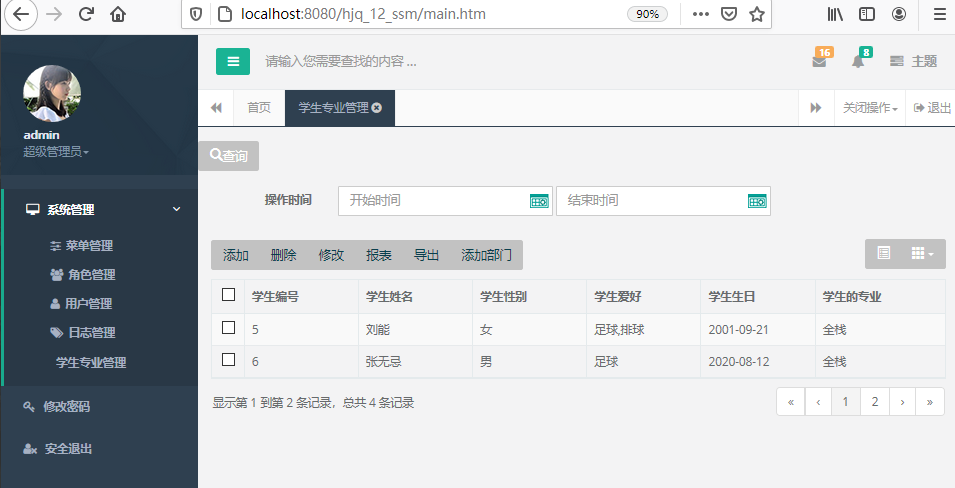 localhost:8080/hjq_12_ssm/main.htm 90%
请输入您需要查找的内容 ... 16 8 主题
首页 学生专业管理 关闭操作 退出
admin
超级管理员
系统管理
菜单管理
角色管理
用户管理
日志管理
学生专业管理
修改密码
安全退出
查询
操作时间 开始时间 结束时间
添加 删除 修改 报表 导出 添加部门
学生编号 学生姓名 学生性别 学生爱好 学生生日 学生的专业
5 刘能 女 足球,排球 2001-09-21 全栈
6 张无忌 男 足球 2020-08-12 全栈
显示第 1 到第 2 条记录，总共 4 条记录 « ‹ 1 2 › »